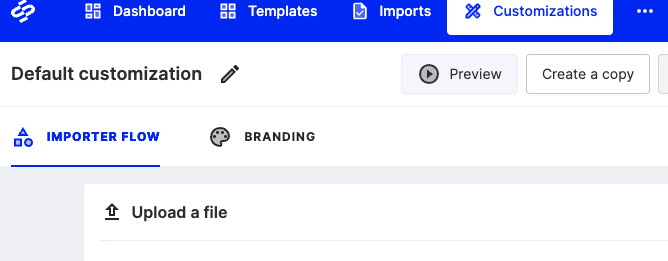 Dashboard Templates Imports Customizations
Default customization Preview Create a copy
IMPORTER FLOW BRANDING
Upload a file